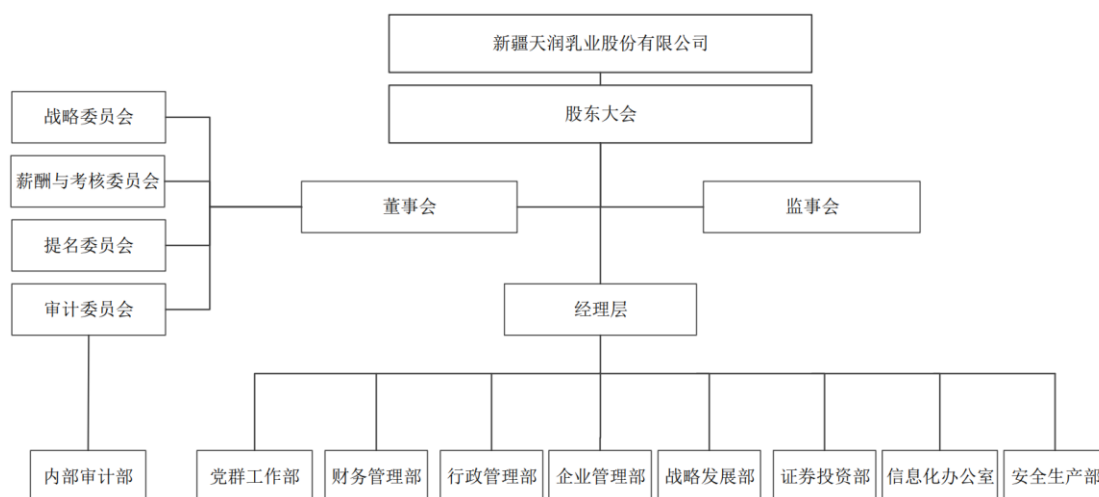 新疆天润乳业股份有限公司
股东大会
战略委员会
薪酬与考核委员会
提名委员会
审计委员会
董事会
监事会
经理层
内部审计部
党群工作部
财务管理部
行政管理部
企业管理部
战略发展部
证券投资部
信息化办公室
安全生产部